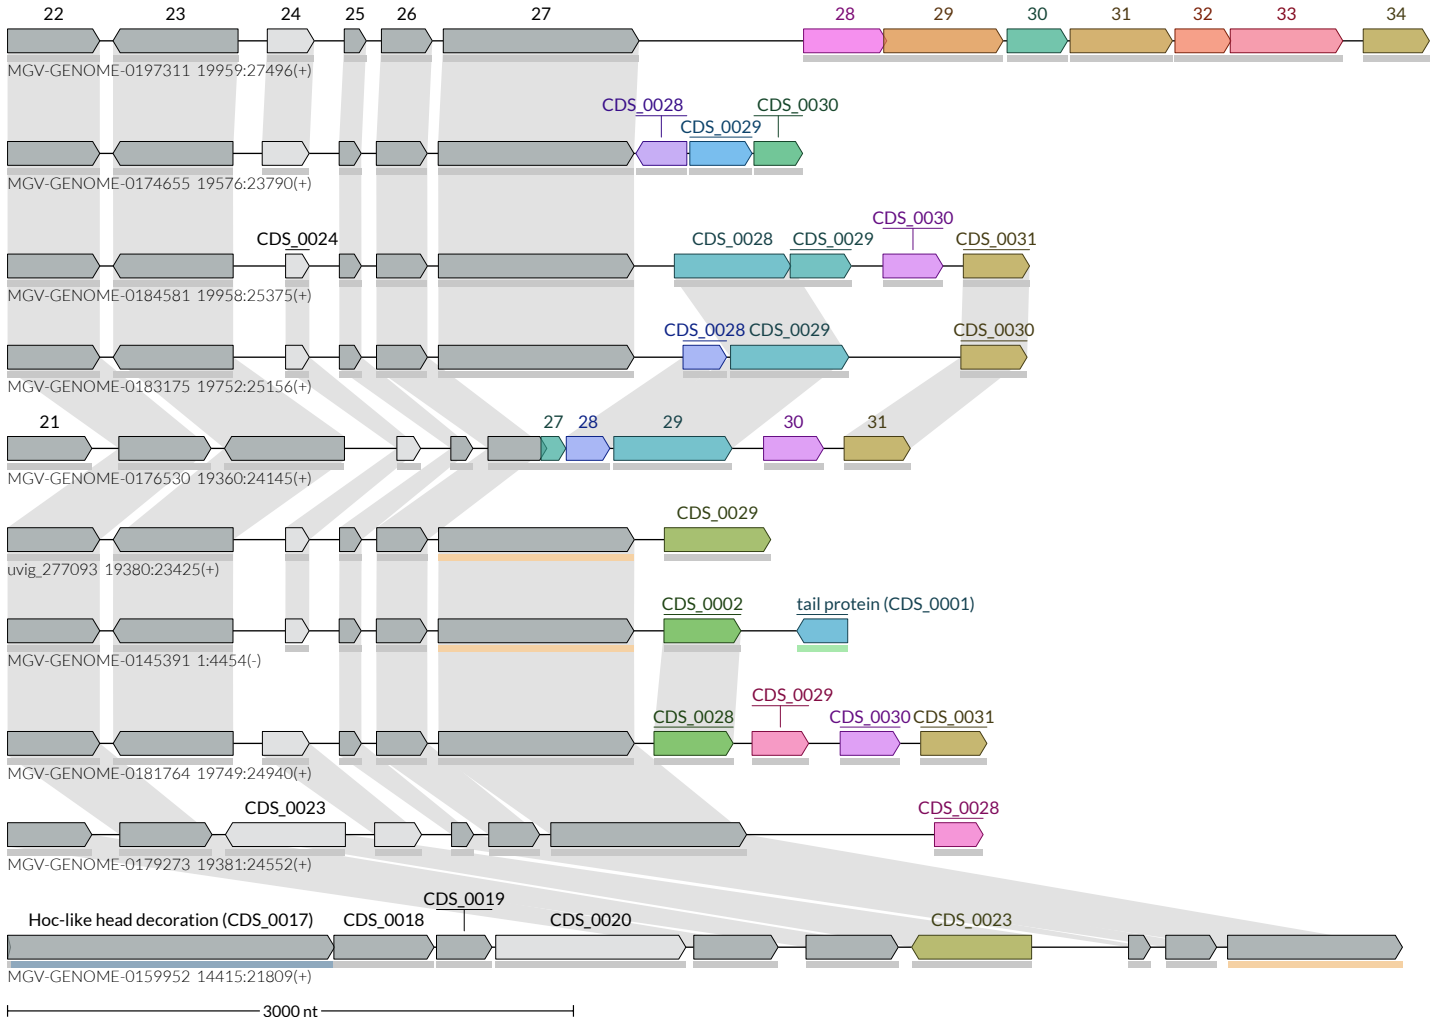 22 23 24 25 26 27 28 29 30 31 32 33 34
MGV-GENOME-0197311 19959:27496(+)
CDS_0028 CDS_0030
CDS_0029
MGV-GENOME-0174655 19576:23790(+)
CDS_0030
CDS_0024 CDS_0028 CDS_0029 CDS_0031
MGV-GENOME-0184581 19958:25375(+)
CDS_0028 CDS_0029 CDS_0030
MGV-GENOME-0183175 19752:25156(+)
21 27 28 29 30 31
MGV-GENOME-0176530 19360:24145(+)
CDS_0029
uvig_277093 19380:23425(+)
CDS_0002 tail protein (CDS_0001)
MGV-GENOME-0145391 1:4454(-)
CDS_0029
CDS_0028 CDS_0030 CDS_0031
MGV-GENOME-0181764 19749:24940(+)
CDS_0023 CDS_0028
MGV-GENOME-0179273 19381:24552(+)
CDS_0019
Hoc-like head decoration (CDS_0017) CDS_0018 CDS_0020 CDS_0023
MGV-GENOME-0159952 14415:21809(+)
3000 nt